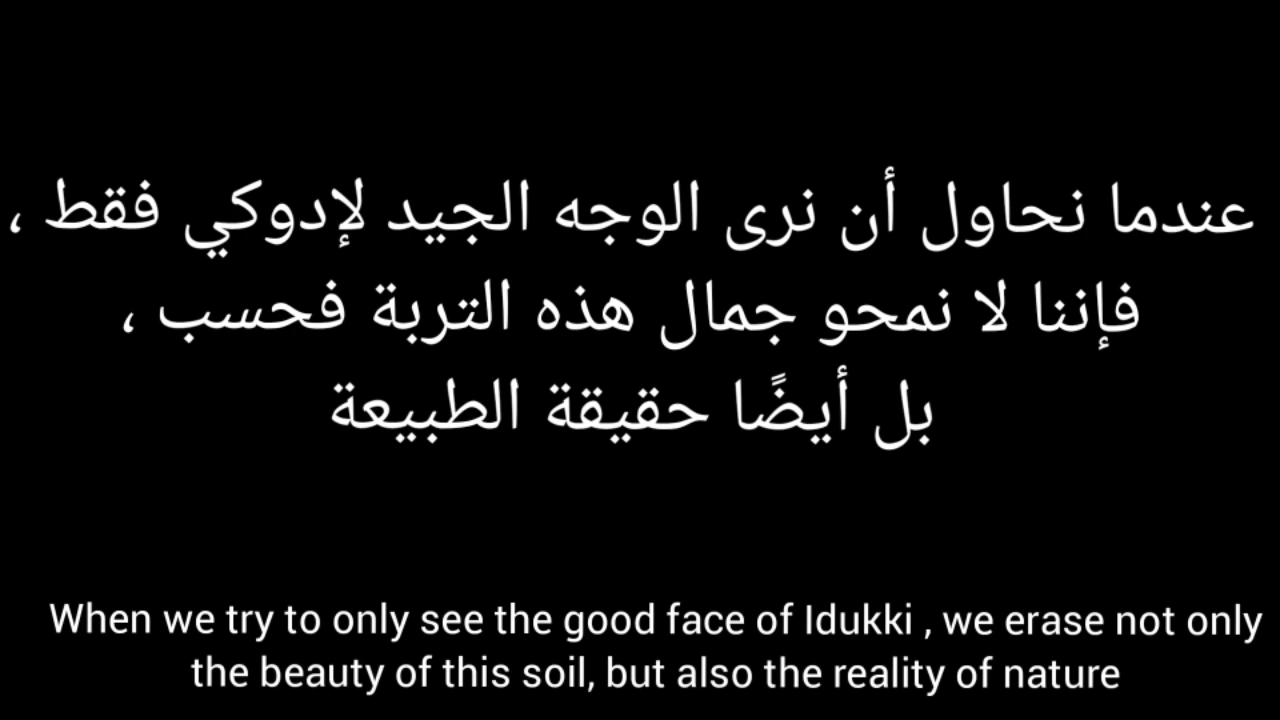 عندما نحاول أن نرى الوجه الجيد لإدوكي فقط ،
فإننا لا نمحو جمال هذه التربة فحسب ،
بل أيضًا حقيقة الطبيعة
When we try to only see the good face of Idukki , we erase not only
the beauty of this soil, but also the reality of nature